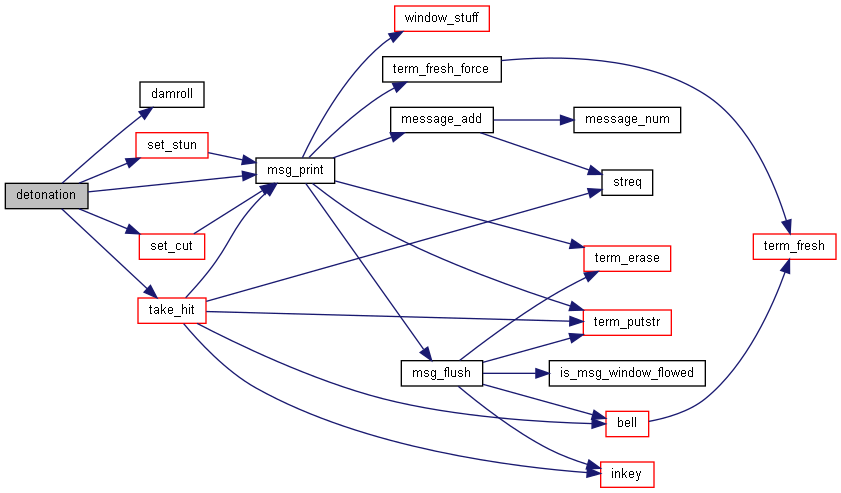 window_stuff
term_fresh_force
damroll
message_add
message_num
set_stun
msg_print
streq
detonation
set_cut
term_fresh
term_erase
take_hit
term_putstr
msg_flush
is_msg_window_flowed
bell
inkey